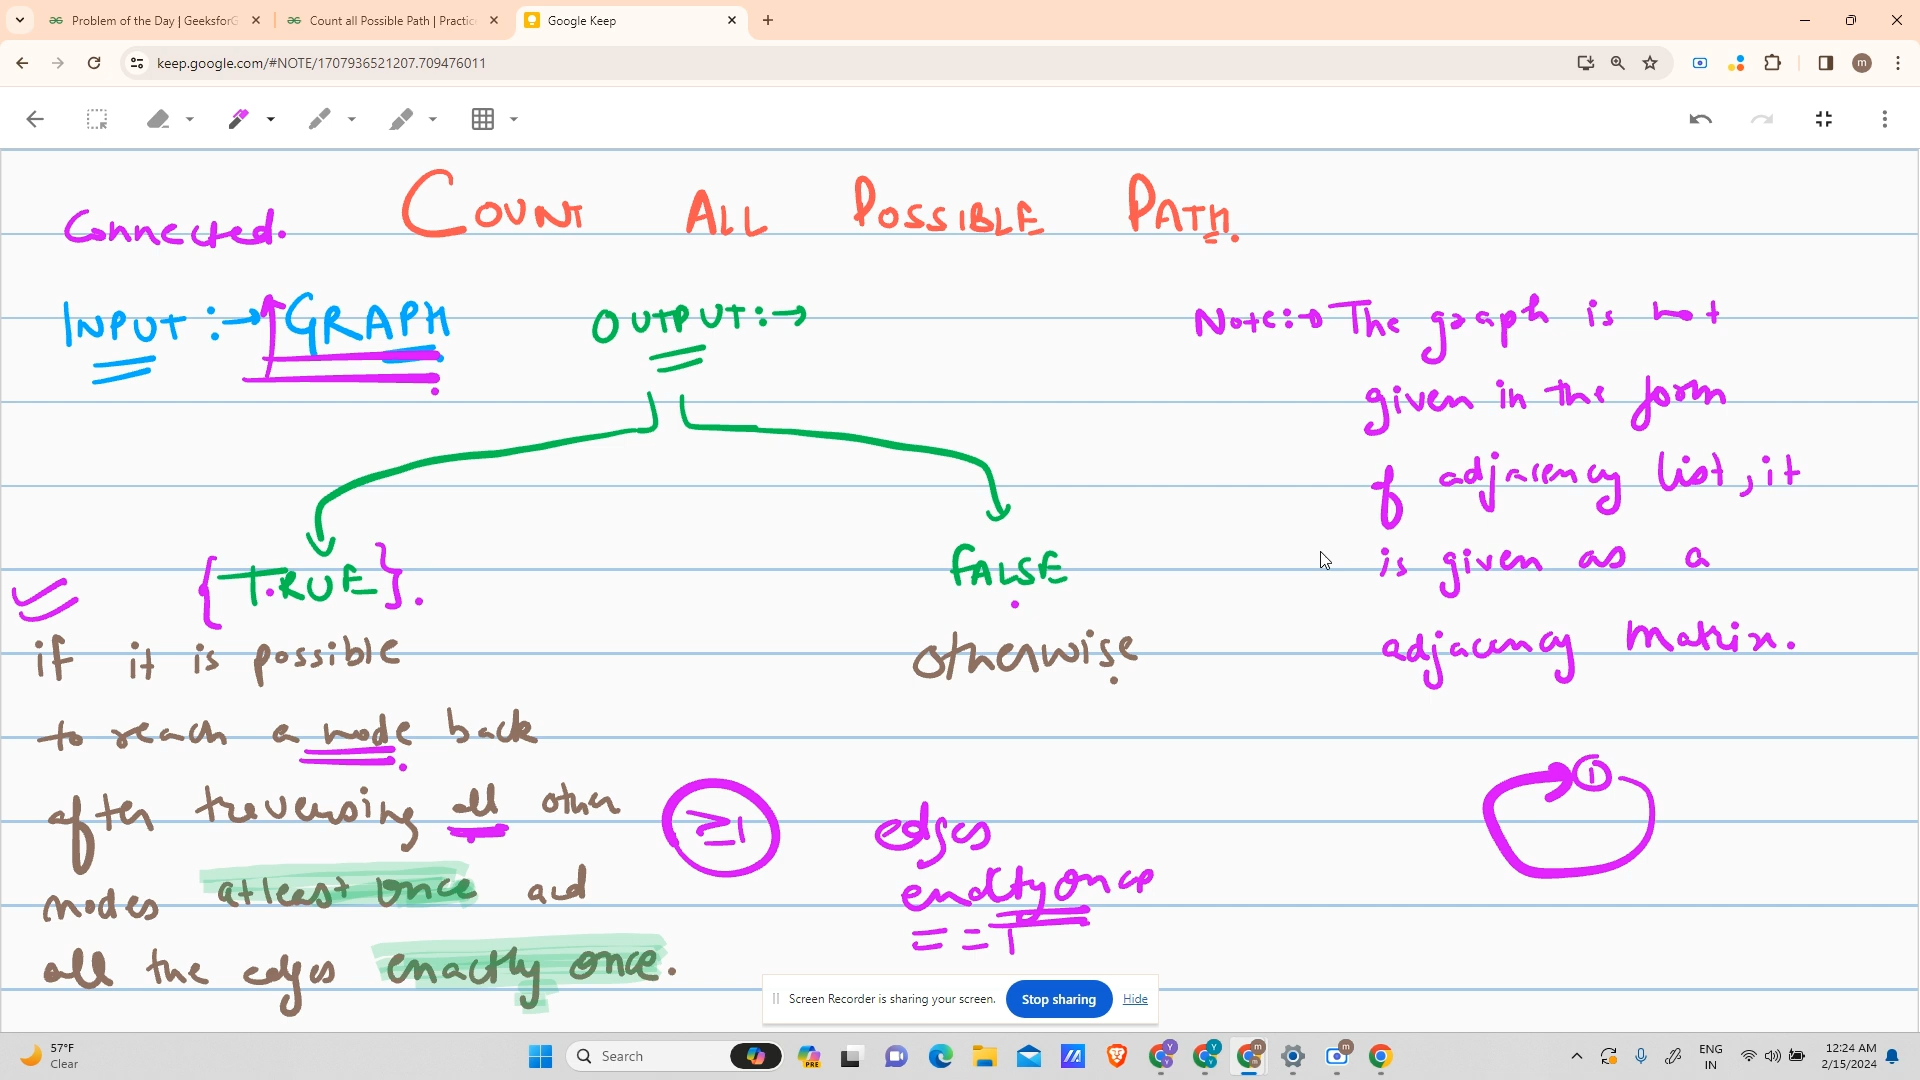 Problem of the Day | GeeksforG
Count all Possible Path | Practice
Google Keep
keep.google.com/#NOTE/1707936521207.709476011
COUNT ALL POSSIBLE PATH.
Connected.
INPUT :→ GRAPH.
OUTPUT :→
{TRUE}.
if it is possible
to reach a node back
after traversing all other
nodes atleast once and
all the edges enactly once.
≥1
FALSE
otherwise.
edges
enactly once
== 1
Note:→ The graph is not
given in the form
of adjacency list, it
is given as a
adjacency Matrix.
1
Screen Recorder is sharing your screen.
Stop sharing
Hide
57°F
Clear
Search
PRE
ENG
IN
12:24 AM
2/15/2024